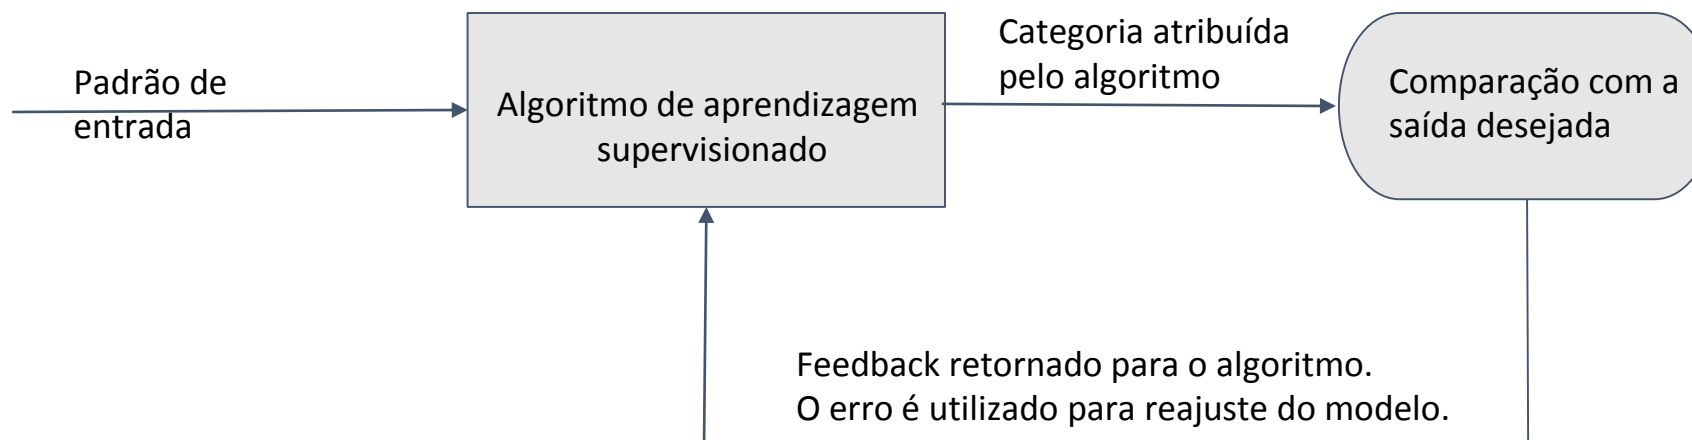 Padrão de
entrada
Algoritmo de aprendizagem
supervisionado
Categoria atribuída
pelo algoritmo
Comparação com a
saída desejada
Feedback retornado para o algoritmo.
O erro é utilizado para reajuste do modelo.